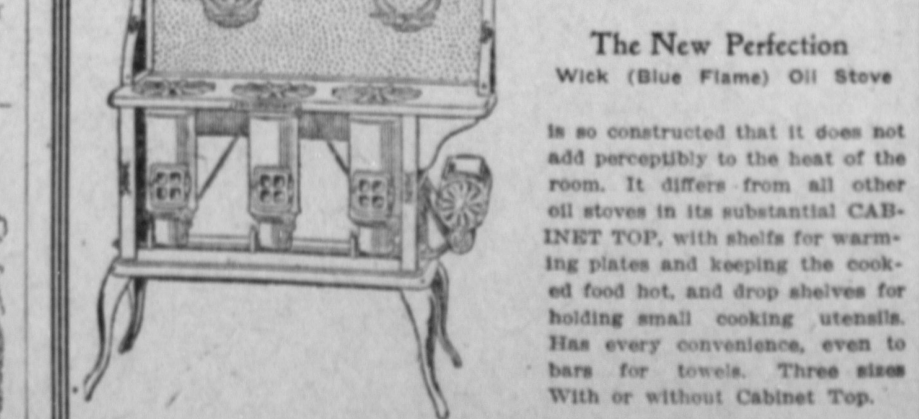 The New Perfection
Wick (Blue Flame) Oil Stove
is so constructed that it does not
add perceptibly to the heat of the
room. It differs from all other
oil stoves in its substantial CAB-
INET TOP, with shelfs for warm-
ing plates and keeping the cook-
ed food hot, and drop shelves for
holding small cooking utensils.
Has every convenience, even to
bars for towels. Three sizes
With or without Cabinet Top.